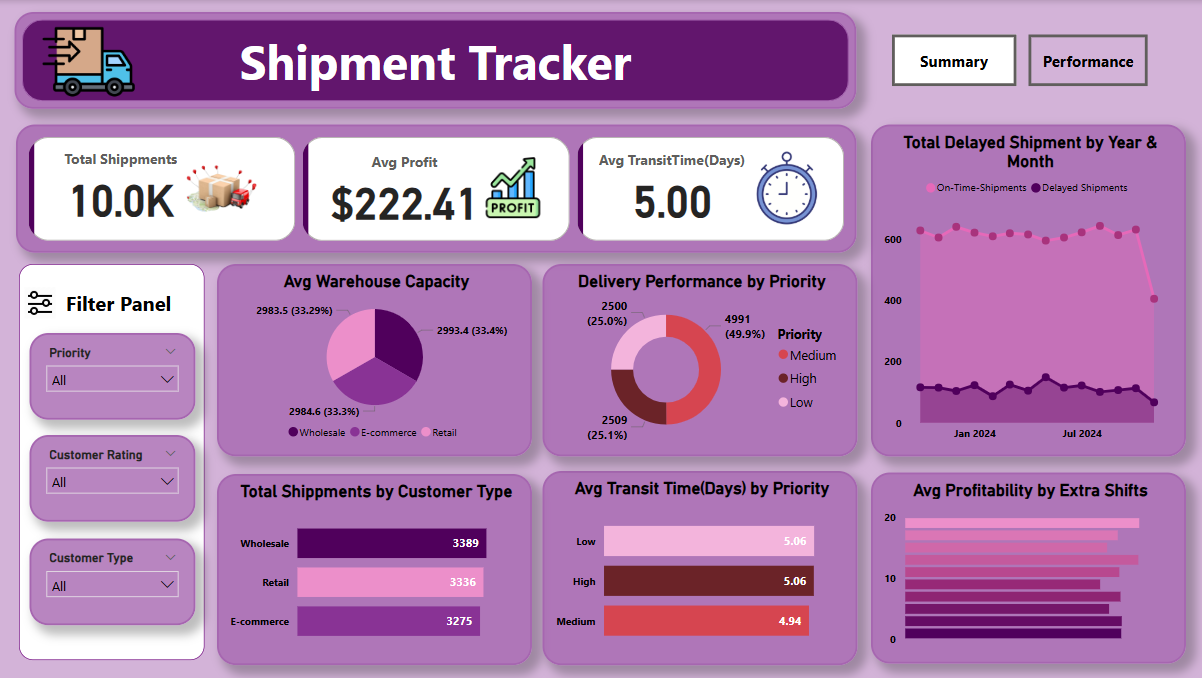 Shipment Tracker
Summary
Performance
Total Shippments
10.0K
Avg Profit
$222.41
PROFIT
Avg TransitTime(Days)
5.00
Total Delayed Shipment by Year &
Month
On-Time-Shipments
Delayed Shipments
600
400
200
0
Jan 2024
Jul 2024
Filter Panel
Priority
All
Customer Rating
All
Customer Type
All
Avg Warehouse Capacity
2983.5 (33.29%)
2993.4 (33.4%)
2984.6 (33.3%)
Wholesale
E-commerce
Retail
Delivery Performance by Priority
2500
(25.0%)
4991
(49.9%)
2509
(25.1%)
Priority
Medium
High
Low
Total Shippments by Customer Type
Wholesale
3389
Retail
3336
E-commerce
3275
Avg Transit Time(Days) by Priority
Low
5.06
High
5.06
Medium
4.94
Avg Profitability by Extra Shifts
20
10
0